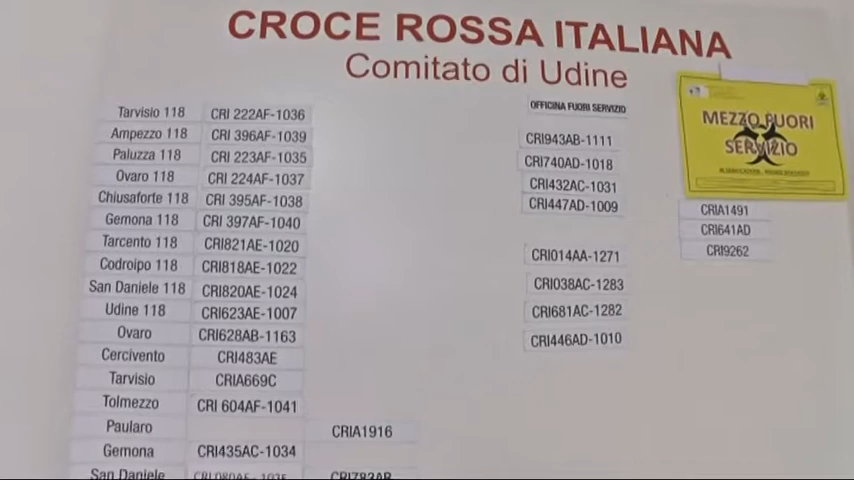 CROCE ROSSA ITALIANA
Comitato di Udine
OFFICINA FUORI SERVIZIO
MEZZO FUORI
SERVIZIO
Tarvisio 118 CRI 222AF-1036
Ampezzo 118 CRI 396AF-1039 CRI943AB-1111
Paluzza 118 CRI 223AF-1035 CRI740AD-1018
Ovaro 118 CRI 224AF-1037 CRI432AC-1031
Chiusaforte 118 CRI 395AF-1038 CRI447AD-1009 CRIA1491
Gemona 118 CRI 397AF-1040 CRI641AD
Tarcento 118 CRI821AE-1020 CRI014AA-1271 CRI9262
Codroipo 118 CRI818AE-1022 CRI038AC-1283
San Daniele 118 CRI820AE-1024 CRI681AC-1282
Udine 118 CRI623AE-1007
Ovaro CRI628AB-1163 CRI446AD-1010
Cercivento CRI483AE
Tarvisio CRIA669C
Tolmezzo CRI 604AF-1041
Paularo CRIA1916
Gemona CRI435AC-1034
San Daniele